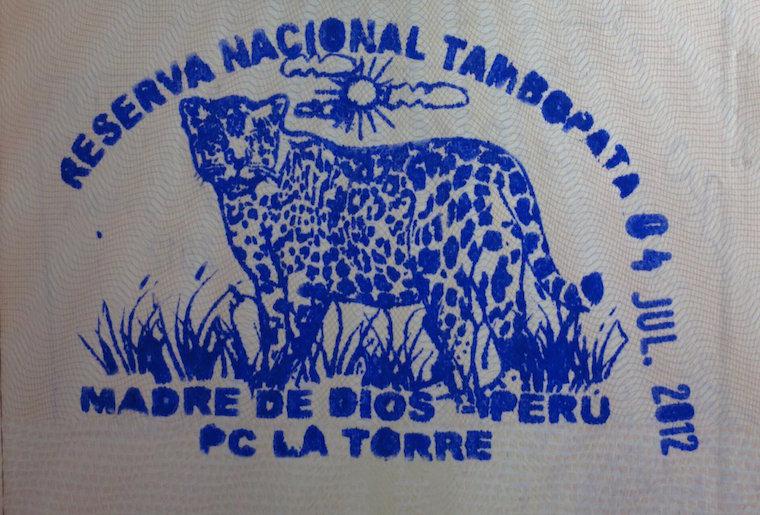 RESERVA NACIONAL TAMBOPATA 04 JUL. 2012
MADRE DE DIOS - PERÚ
PC LA TORRE